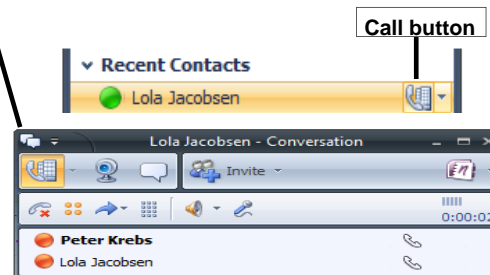 Call button
Recent Contacts
Lola Jacobsen
Lola Jacobsen - Conversation
Invite
0:00:02
Peter Krebs
Lola Jacobsen